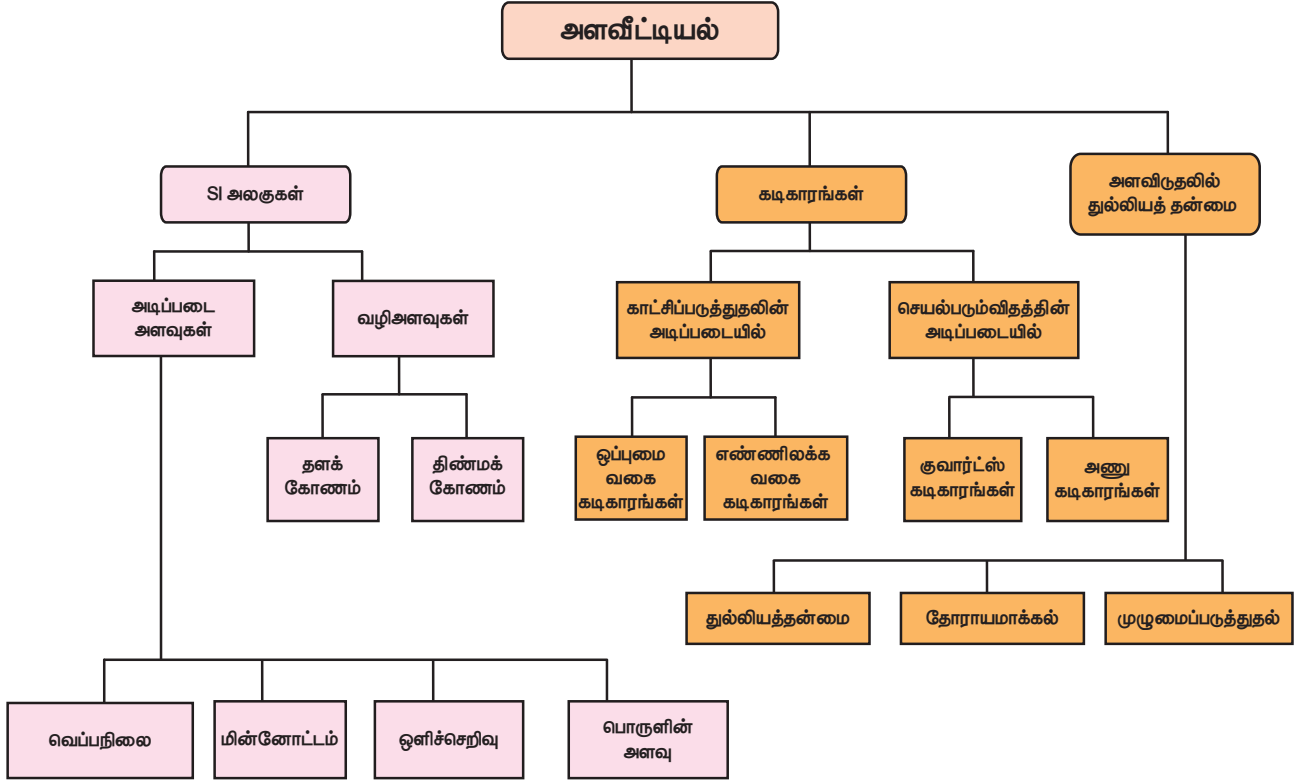 அளவீட்டியல்
SI அலகுகள்
கடிகாரங்கள்
அளவிடுதலில்
துல்லியத் தன்மை
அடிப்படை
அளவுகள்
வழிஅளவுகள்
காட்சிப்படுத்துதலின்
அடிப்படையில்
செயல்படும்விதத்தின்
அடிப்படையில்
தளக்
கோணம்
திண்மக்
கோணம்
ஒப்புமை
வகை
கடிகாரங்கள்
எண்ணிலக்க
வகை
கடிகாரங்கள்
குவார்ட்ஸ்
கடிகாரங்கள்
அணு
கடிகாரங்கள்
துல்லியத்தன்மை
தோராயமாக்கல்
முழுமைப்படுத்துதல்
வெப்பநிலை
மின்னோட்டம்
ஒளிச்செறிவு
பொருளின்
அளவு